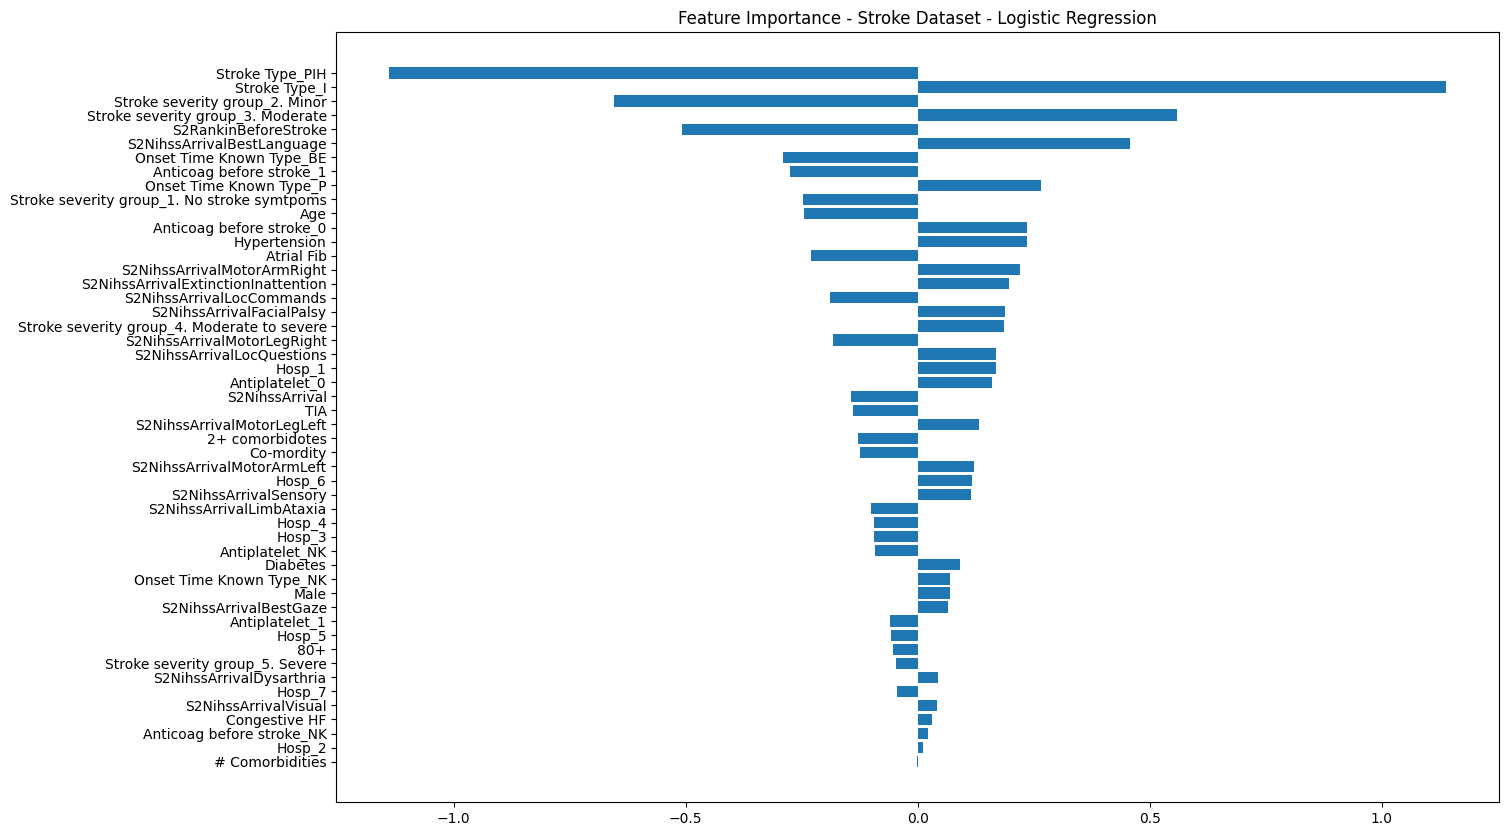 Feature Importance - Stroke Dataset - Logistic Regression
Stroke Type_PIH
Stroke Type_I
Stroke severity group_2. Minor
Stroke severity group_3. Moderate
S2RankinBeforeStroke
S2NihssArrivalBestLanguage
Onset Time Known Type_BE
Anticoag before stroke_1
Onset Time Known Type_P
Stroke severity group_1. No stroke symtpoms
Age
Anticoag before stroke_0
Hypertension
Atrial Fib
S2NihssArrivalMotorArmRight
S2NihssArrivalExtinctionInattention
S2NihssArrivalLocCommands
S2NihssArrivalFacialPalsy
Stroke severity group_4. Moderate to severe
S2NihssArrivalMotorLegRight
S2NihssArrivalLocQuestions
Hosp_1
Antiplatelet_0
S2NihssArrival
TIA
S2NihssArrivalMotorLegLeft
2+ comorbidotes
Co-mordity
S2NihssArrivalMotorArmLeft
Hosp_6
S2NihssArrivalSensory
S2NihssArrivalLimbAtaxia
Hosp_4
Hosp_3
Antiplatelet_NK
Diabetes
Onset Time Known Type_NK
Male
S2NihssArrivalBestGaze
Antiplatelet_1
Hosp_5
80+
Stroke severity group_5. Severe
S2NihssArrivalDysarthria
Hosp_7
S2NihssArrivalVisual
Congestive HF
Anticoag before stroke_NK
Hosp_2
# Comorbidities
−1.0 −0.5 0.0 0.5 1.0